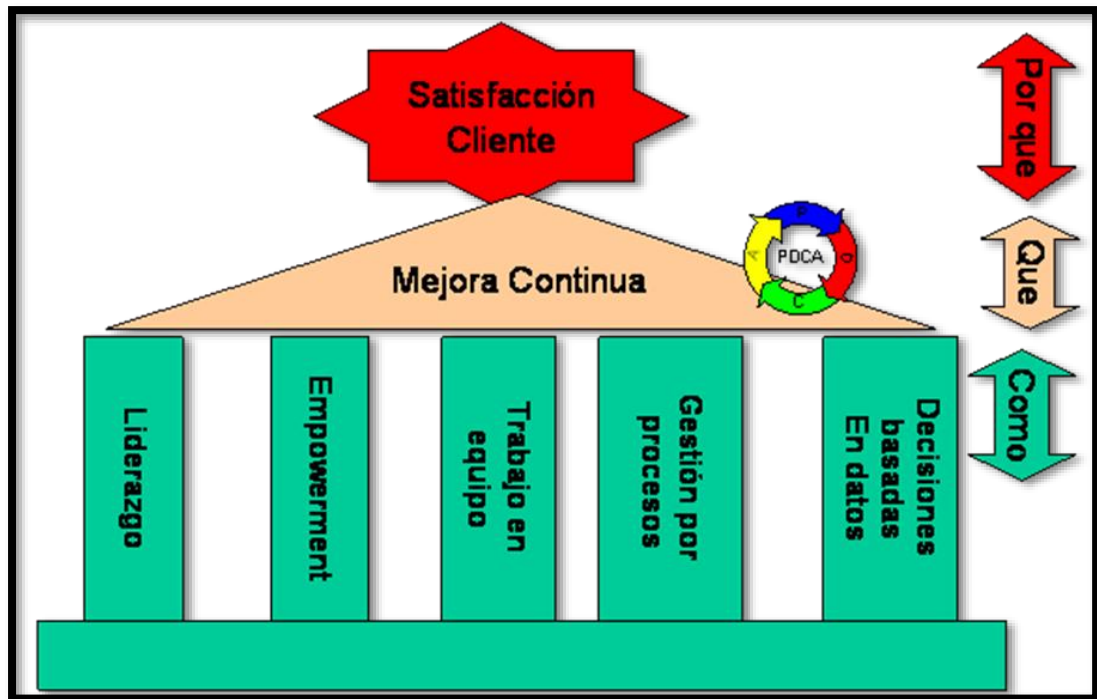 Satisfacción
Cliente
Por que
Mejora Continua
P
D
C
A
PDCA
Que
Liderazgo
Empowerment
Trabajo en
equipo
Gestión por
procesos
Decisiones
basadas
En datos
Como